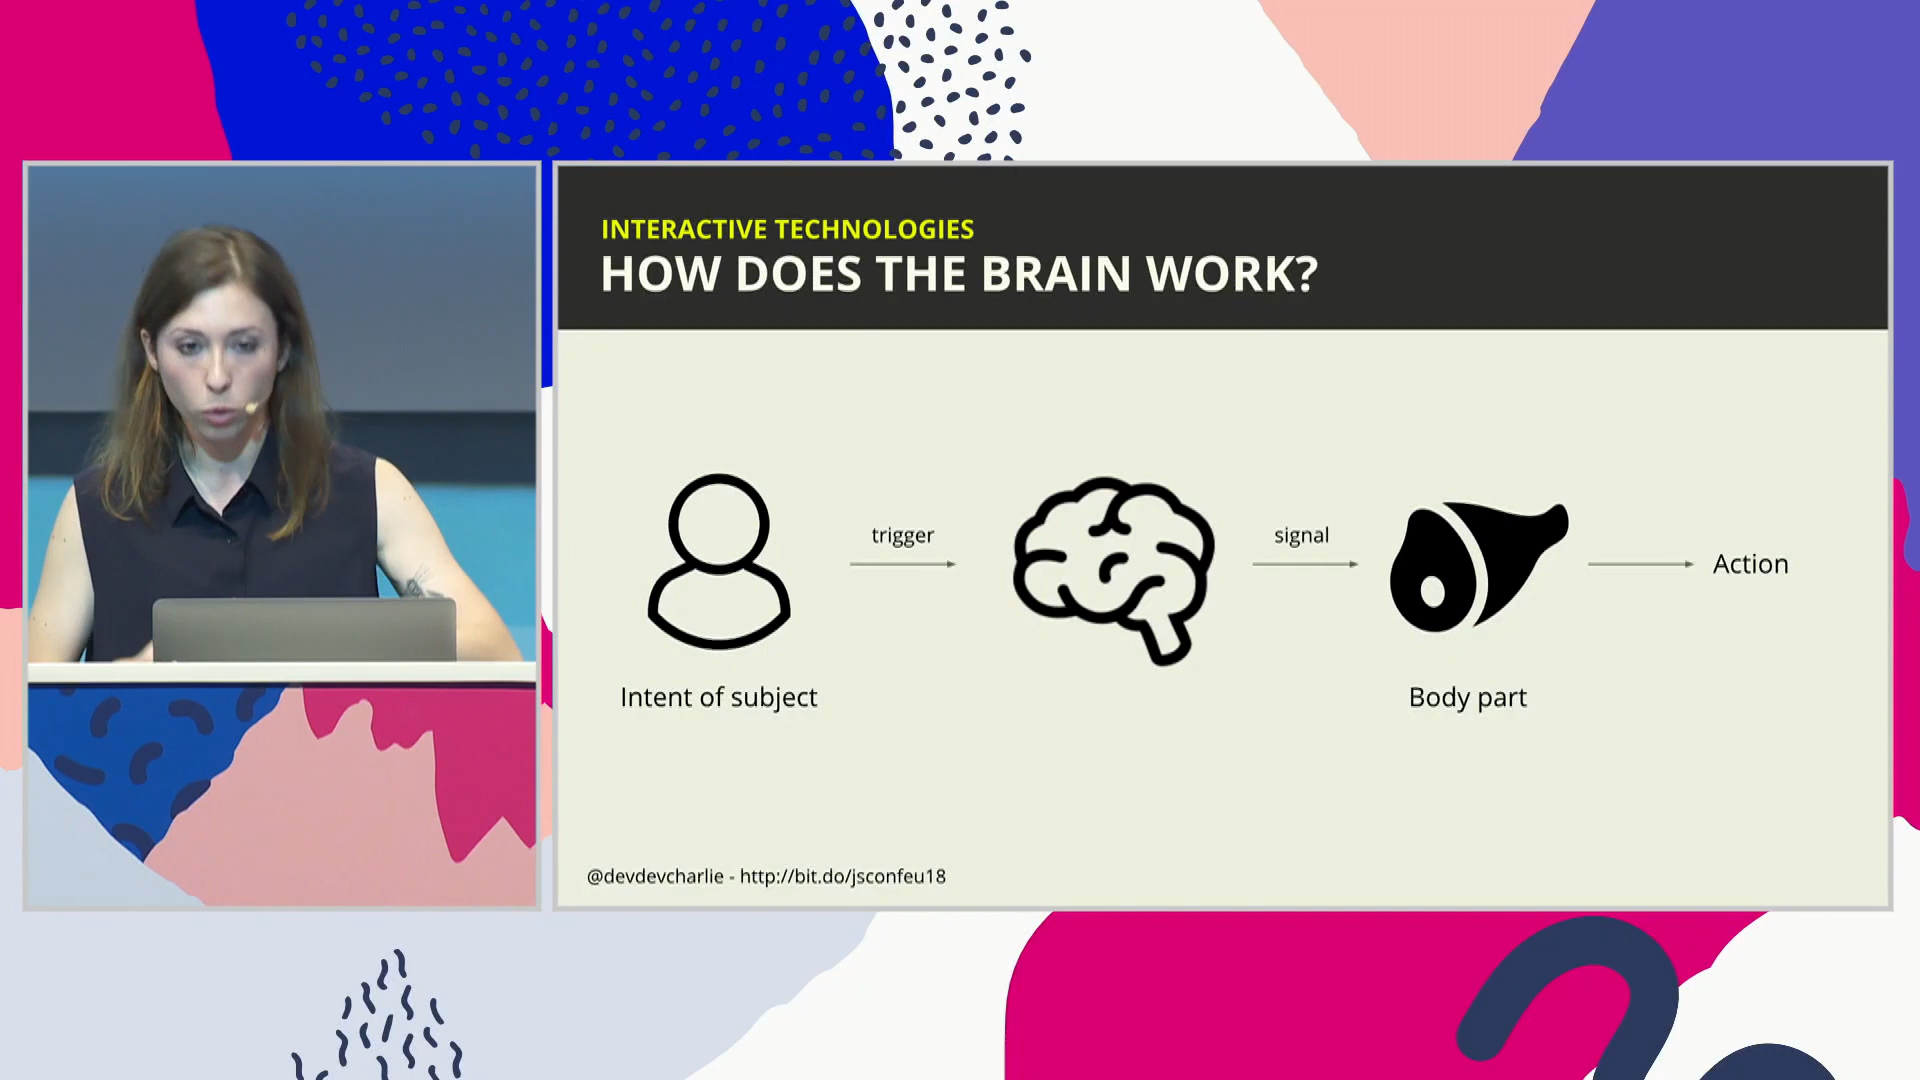 INTERACTIVE TECHNOLOGIES
HOW DOES THE BRAIN WORK?
trigger
signal
Action
Intent of subject
Body part
@devdevcharlie - http://bit.do/jsconfeu18